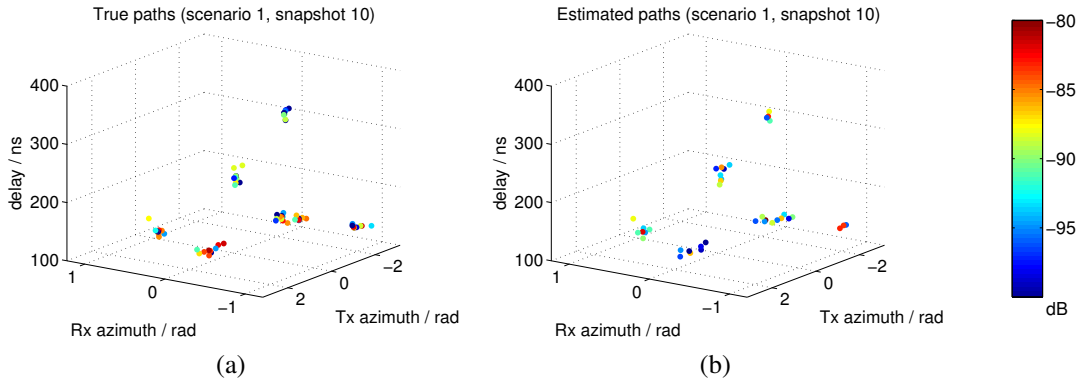 True paths (scenario 1, snapshot 10)
400
300
200
100
delay / ns
1
0
−1
Rx azimuth / rad
2
0
−2
Tx azimuth / rad
(a)
Estimated paths (scenario 1, snapshot 10)
400
300
200
100
delay / ns
1
0
−1
Rx azimuth / rad
2
0
−2
Tx azimuth / rad
(b)
−80
−85
−90
−95
dB